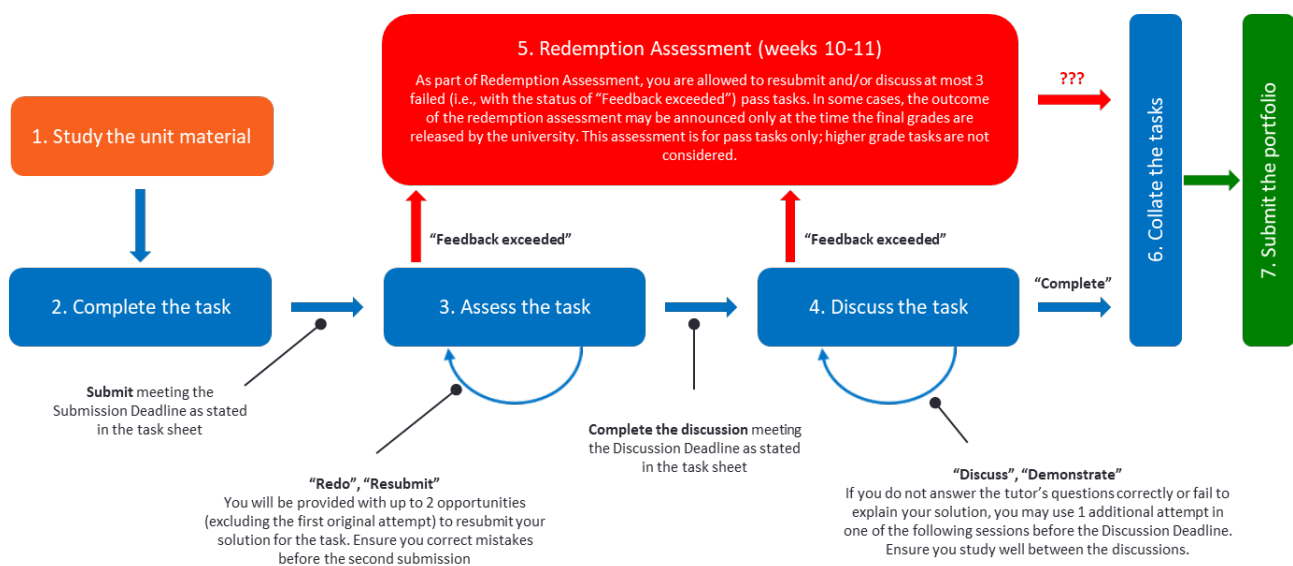 5. Redemption Assessment (weeks 10-11)
As part of Redemption Assessment, you are allowed to resubmit and/or discuss at most 3
failed (i.e., with the status of “Feedback exceeded”) pass tasks. In some cases, the outcome
of the redemption assessment may be announced only at the time the final grades are
released by the university. This assessment is for pass tasks only; higher grade tasks are not
considered.
???
1. Study the unit material
“Feedback exceeded”
“Feedback exceeded”
2. Complete the task
3. Assess the task
4. Discuss the task
“Complete”
6. Collate the tasks
7. Submit the portfolio
Submit meeting the
Submission Deadline as stated
in the task sheet
“Redo”, “Resubmit”
You will be provided with up to 2 opportunities
(excluding the first original attempt) to resubmit your
solution for the task. Ensure you correct mistakes
before the second submission
Complete the discussion meeting
the Discussion Deadline as stated
in the task sheet
“Discuss”, “Demonstrate”
If you do not answer the tutor’s questions correctly or fail to
explain your solution, you may use 1 additional attempt in
one of the following sessions before the Discussion Deadline.
Ensure you study well between the discussions.